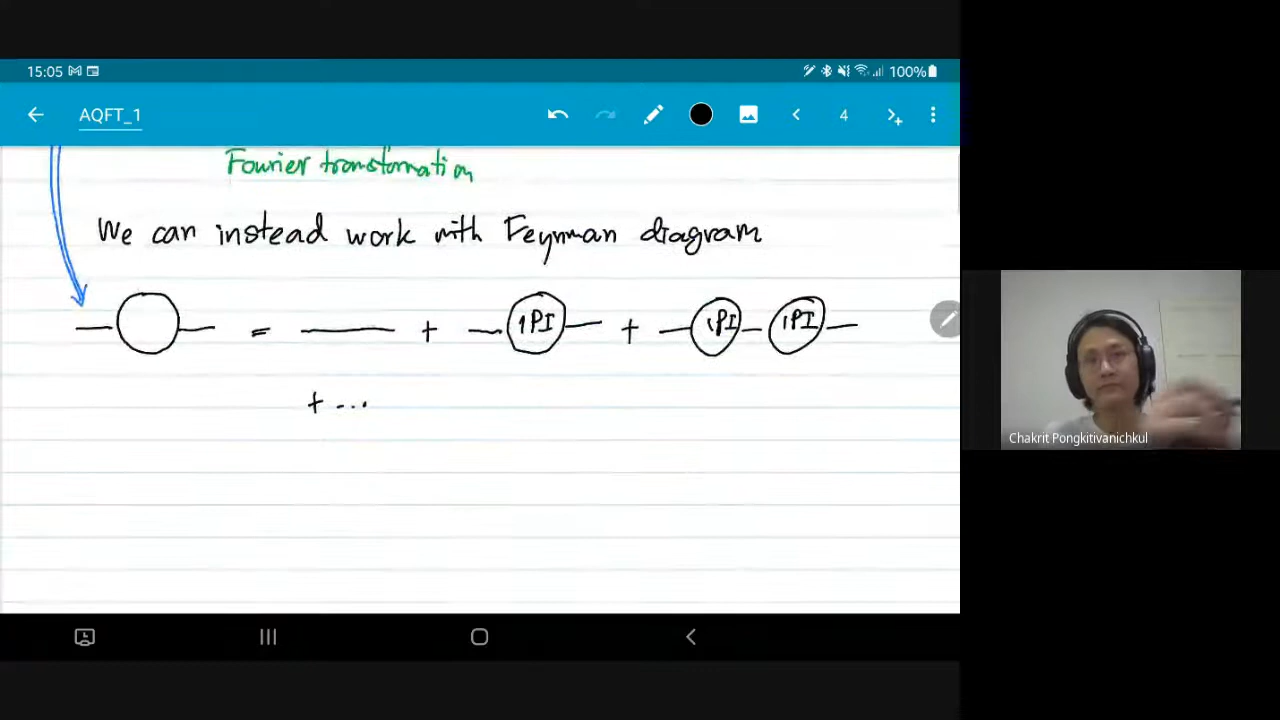 15:05 100%
AQFT_1 4
Fourier transformation
We can instead work with Feynman diagram
= + 1PI + 1PI 1PI
+ ...
Chakrit Pongkitivanichkul